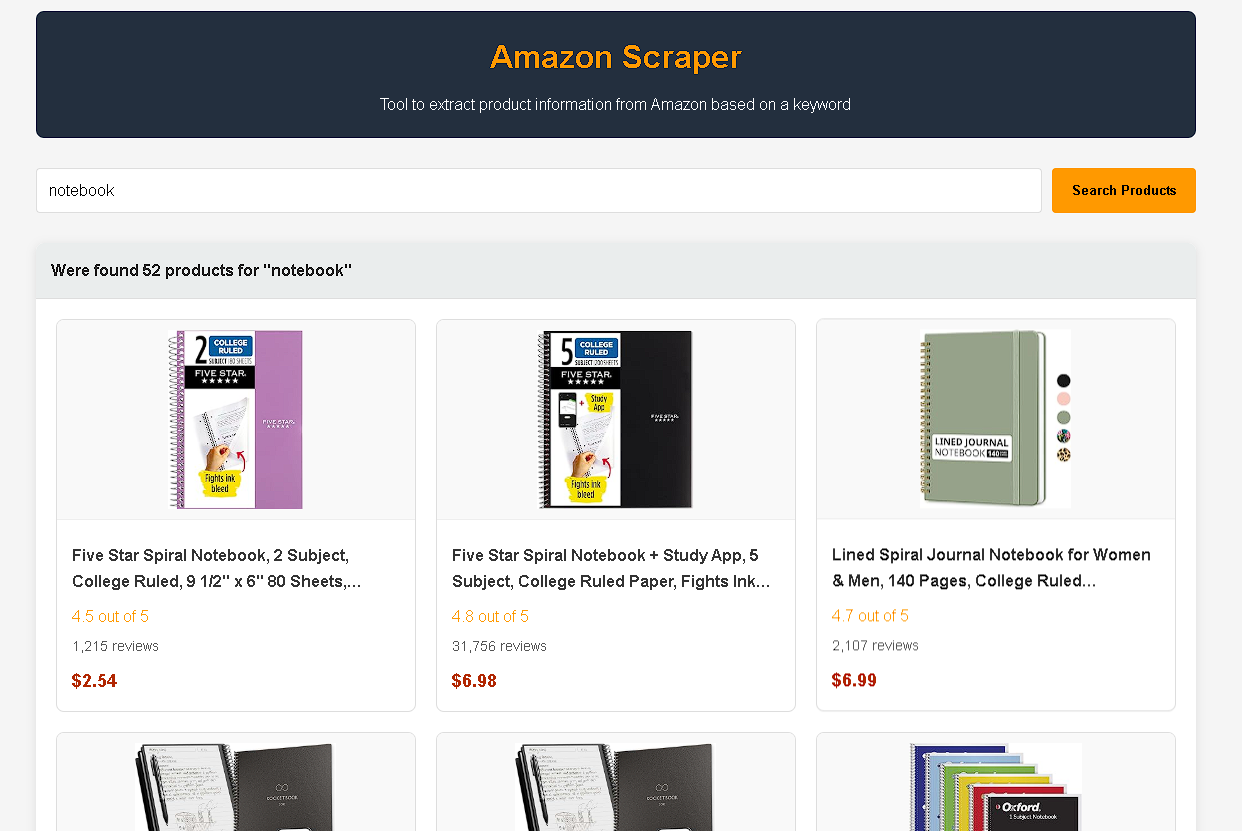 Amazon Scraper
Tool to extract product information from Amazon based on a keyword
notebook
Search Products
Were found 52 products for "notebook"
2 COLLEGE RULED
SUBJECT 80 SHEETS
FIVE STAR.
FIVE STAR.
Fights ink
bleed
5 COLLEGE RULED
SUBJECT 200 SHEETS
FIVE STAR.
+ Study App
FIVE STAR.
Fights ink
bleed
LINED JOURNAL
NOTEBOOK 140
Five Star Spiral Notebook, 2 Subject,
College Ruled, 9 1/2" x 6" 80 Sheets,...
4.5 out of 5
1,215 reviews
$2.54
Five Star Spiral Notebook + Study App, 5
Subject, College Ruled Paper, Fights Ink...
4.8 out of 5
31,756 reviews
$6.98
Lined Spiral Journal Notebook for Women
& Men, 140 Pages, College Ruled...
4.7 out of 5
2,107 reviews
$6.99
ROCKETBOOK
ROCKETBOOK
Oxford.
1 Subject Notebook